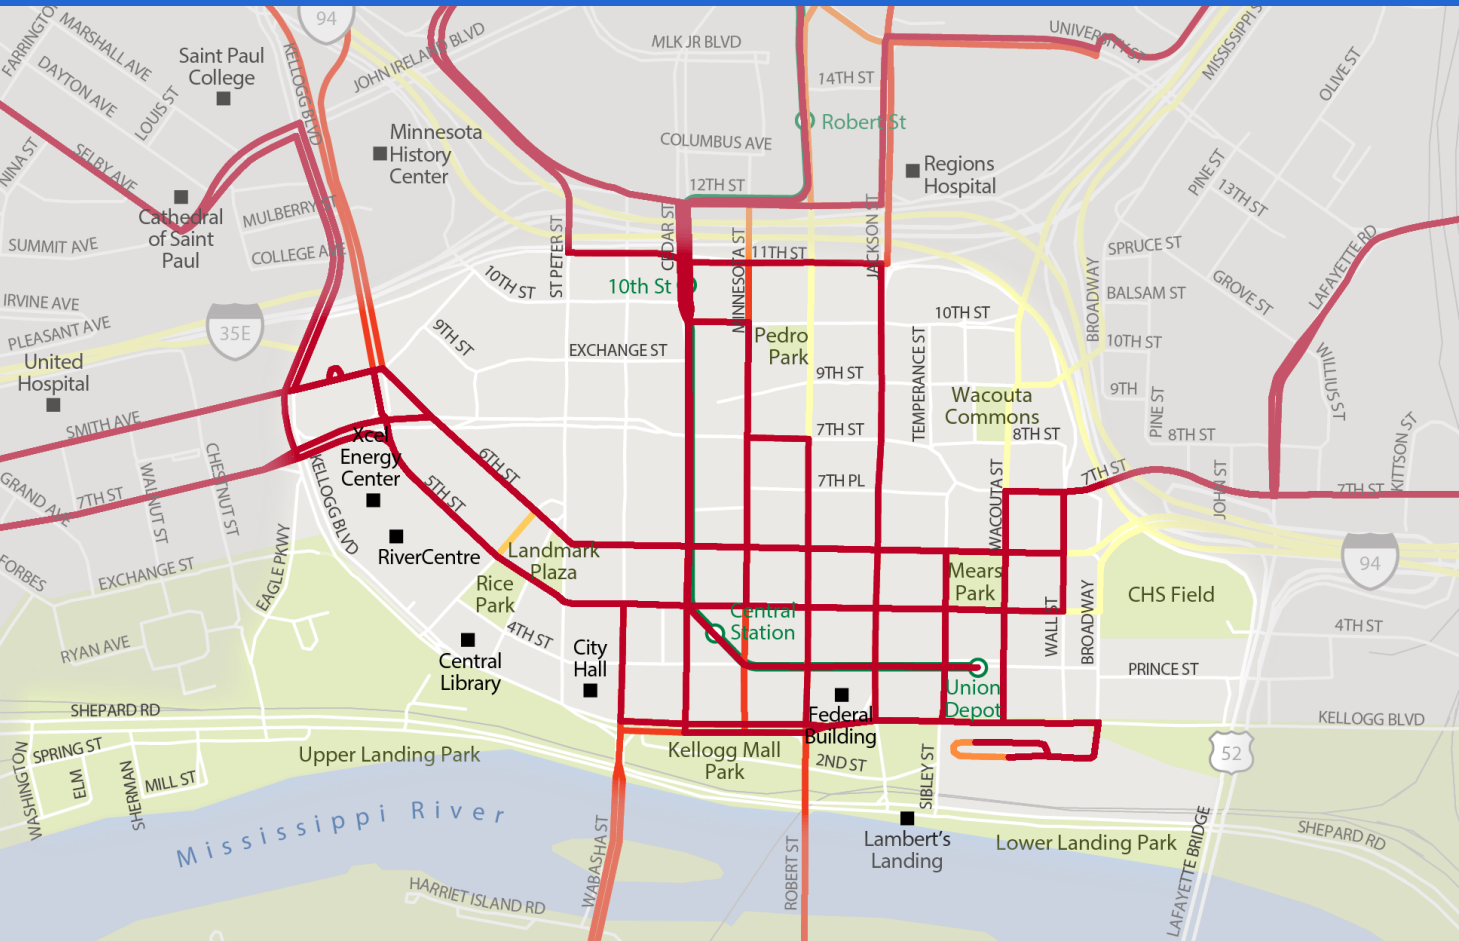 94
FARRINGTON
MARSHALL AVE
Saint Paul
College
KELLOGG BLVD
JOHN IRELAND BLVD
MLK JR BLVD
UNIVERSITY ST
MISSISSIPPI S
OLIVE ST
DAYTON AVE
LOUIS ST
14TH ST
Robert St
NINA ST
SELBY AVE
Minnesota
History
Center
COLUMBUS AVE
Regions
Hospital
PINE ST
13TH ST
12TH ST
Cathedral
of Saint
Paul
MULBERRY ST
COLLEGE AVE
SUMMIT AVE
ST PETER ST
CEDAR ST
MINNESOTA ST
11TH ST
JACKSON ST
SPRUCE ST
LAFAYETTE RD
BROADWAY
BALSAM ST
GROVE ST
10TH ST
10th St
IRVINE AVE
PLEASANT AVE
35E
9TH ST
EXCHANGE ST
Pedro
Park
10TH ST
TEMPERANCE ST
10TH ST
WILLIUS ST
United
Hospital
9TH ST
9TH
PINE ST
Wacouta
Commons
SMITH AVE
7TH ST
8TH ST
8TH ST
KITTSON ST
Xcel
Energy
Center
6TH ST
5TH ST
7TH PL
WACOUTA ST
7TH ST
JOHN ST
7TH ST
GRAND AVE
7TH ST
WALNUT ST
CHESTNUT ST
KELLOGG BLVD
RiverCentre
Landmark
Plaza
Rice
Park
94
FORBES
EXCHANGE ST
EAGLE PKWY
Mears
Park
CHS Field
WALL ST
BROADWAY
Central
Station
4TH ST
4TH ST
RYAN AVE
City
Hall
Central
Library
PRINCE ST
Union
Depot
Federal
Building
SHEPARD RD
KELLOGG BLVD
WASHINGTON
SPRING ST
ELM
SHERMAN
MILL ST
Upper Landing Park
Kellogg Mall
Park
2ND ST
SIBLEY ST
52
Mississippi River
Lambert's
Landing
Lower Landing Park
LAFAYETTE BRIDGE
SHEPARD RD
WABASHA ST
ROBERT ST
HARRIET ISLAND RD